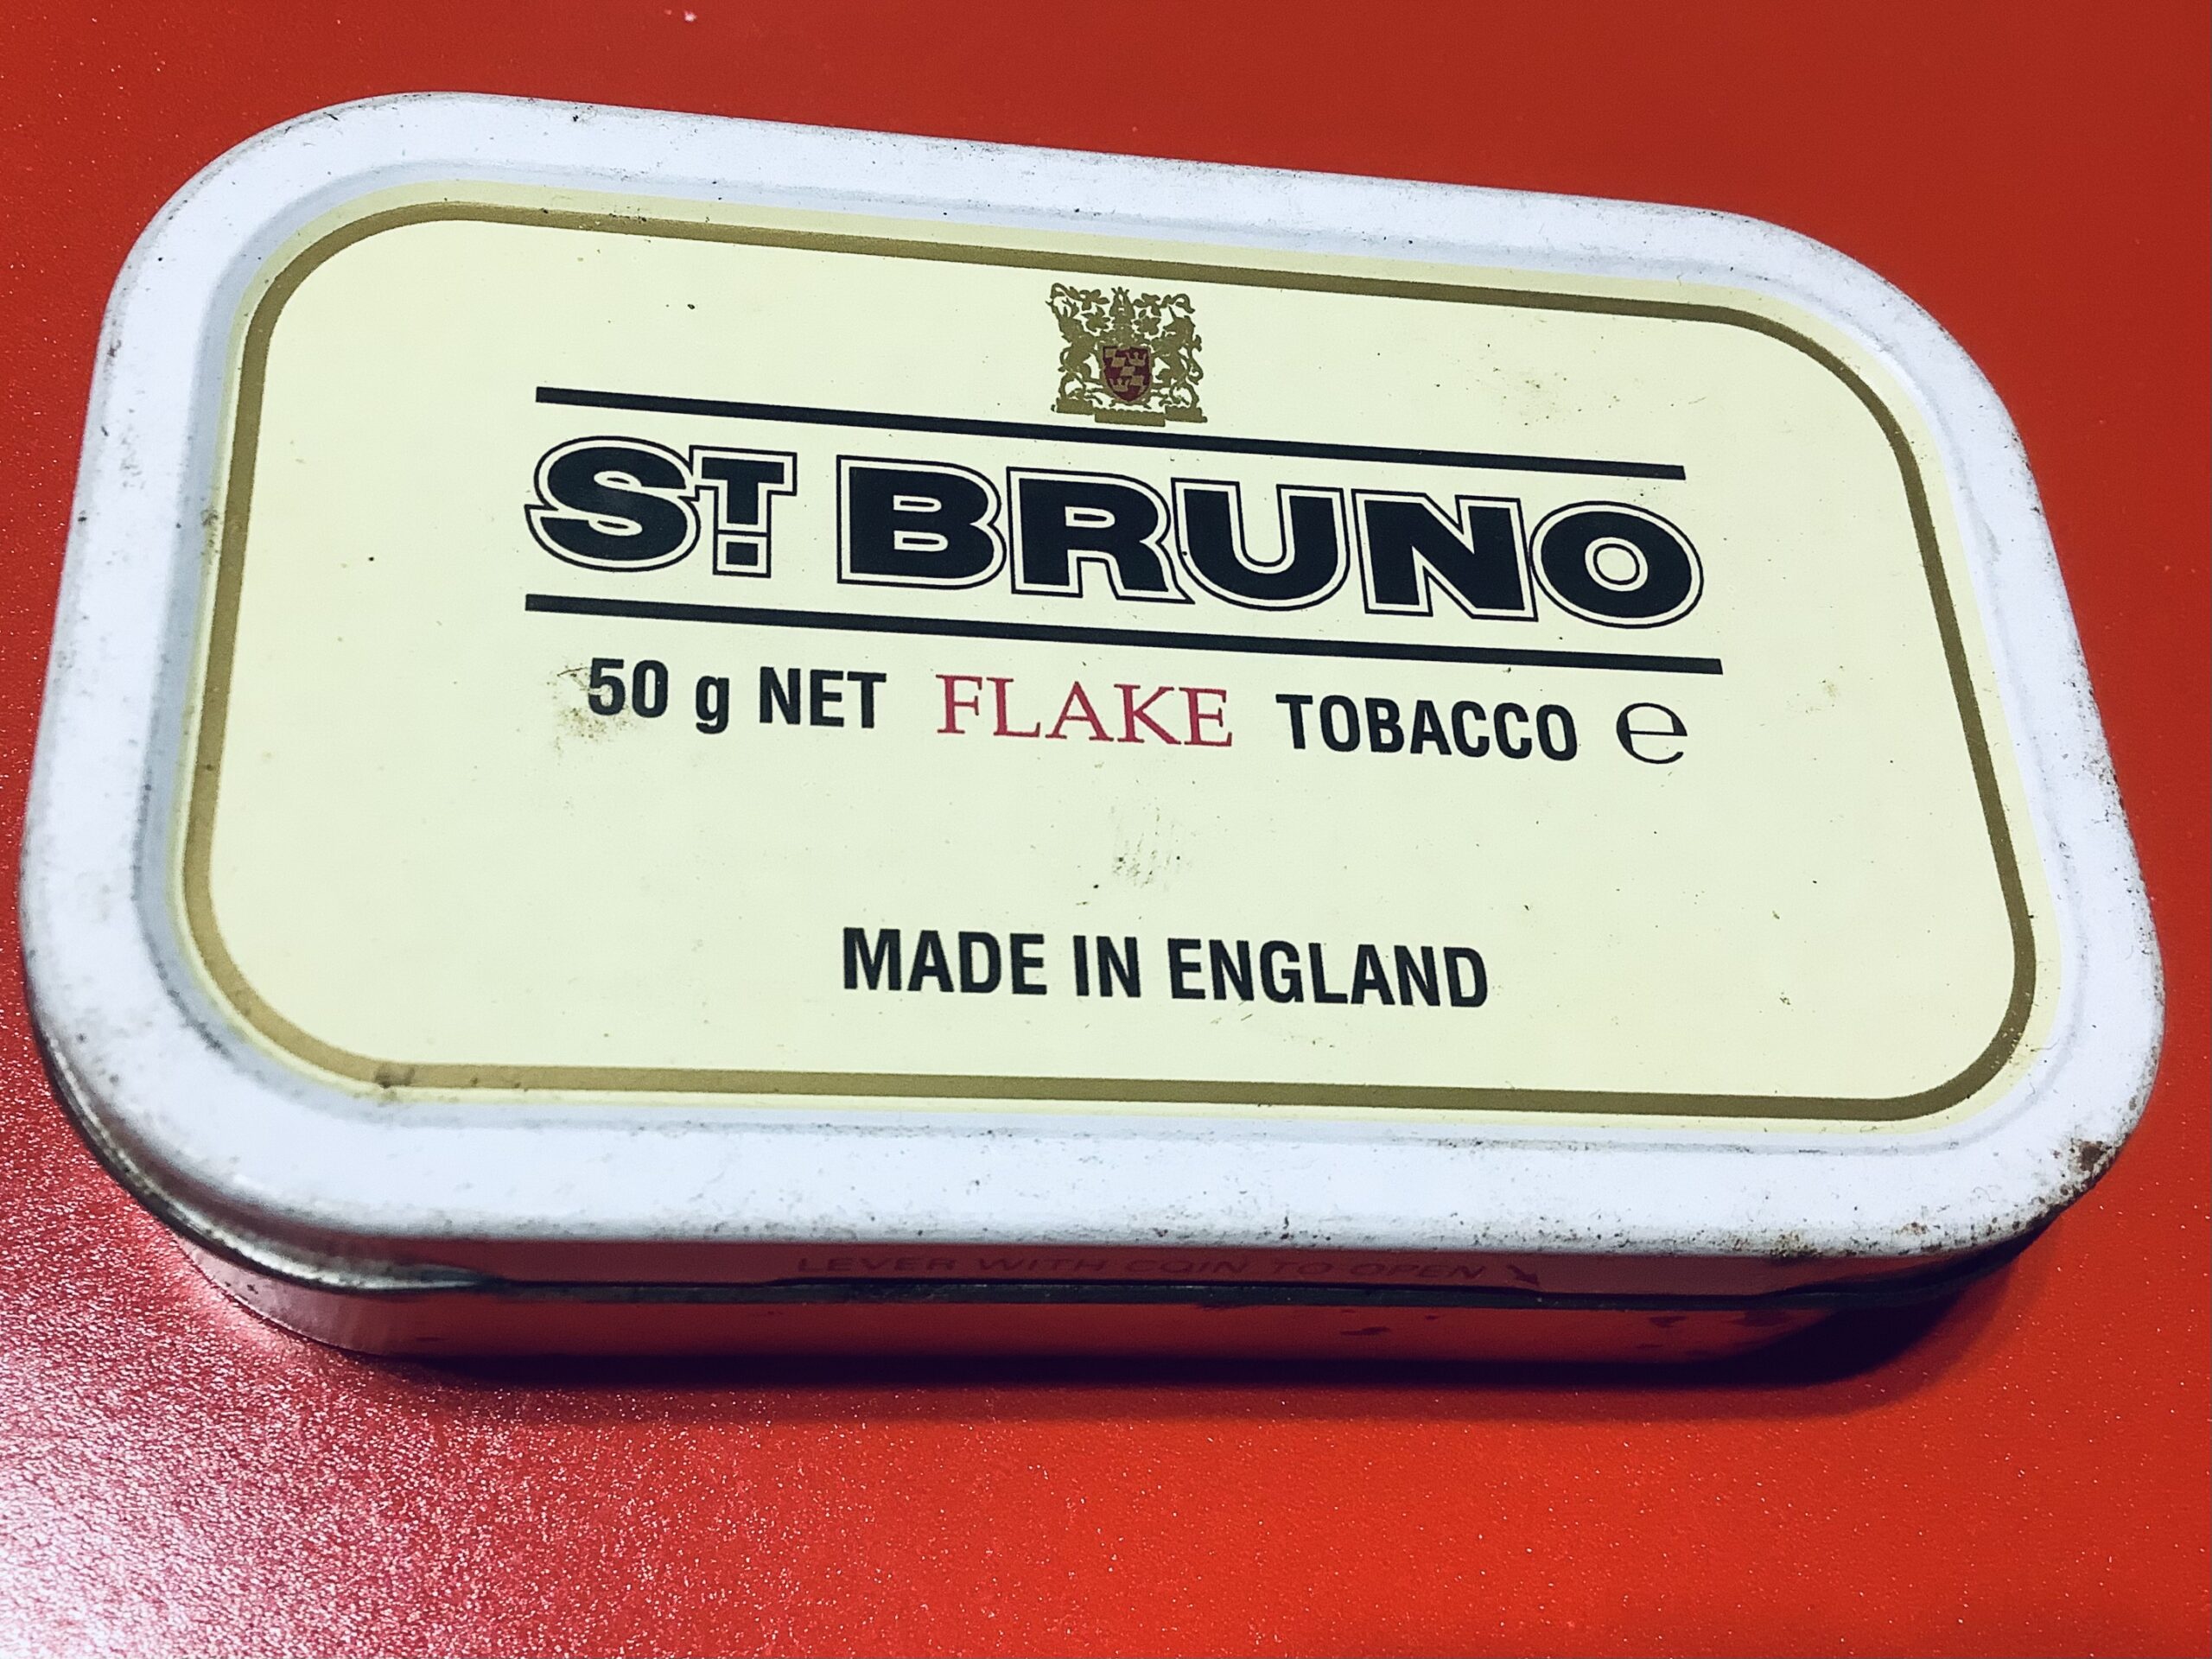 ST. BRUNO
50 g NET FLAKE TOBACCO ℮
MADE IN ENGLAND
LEVER WITH COIN TO OPEN